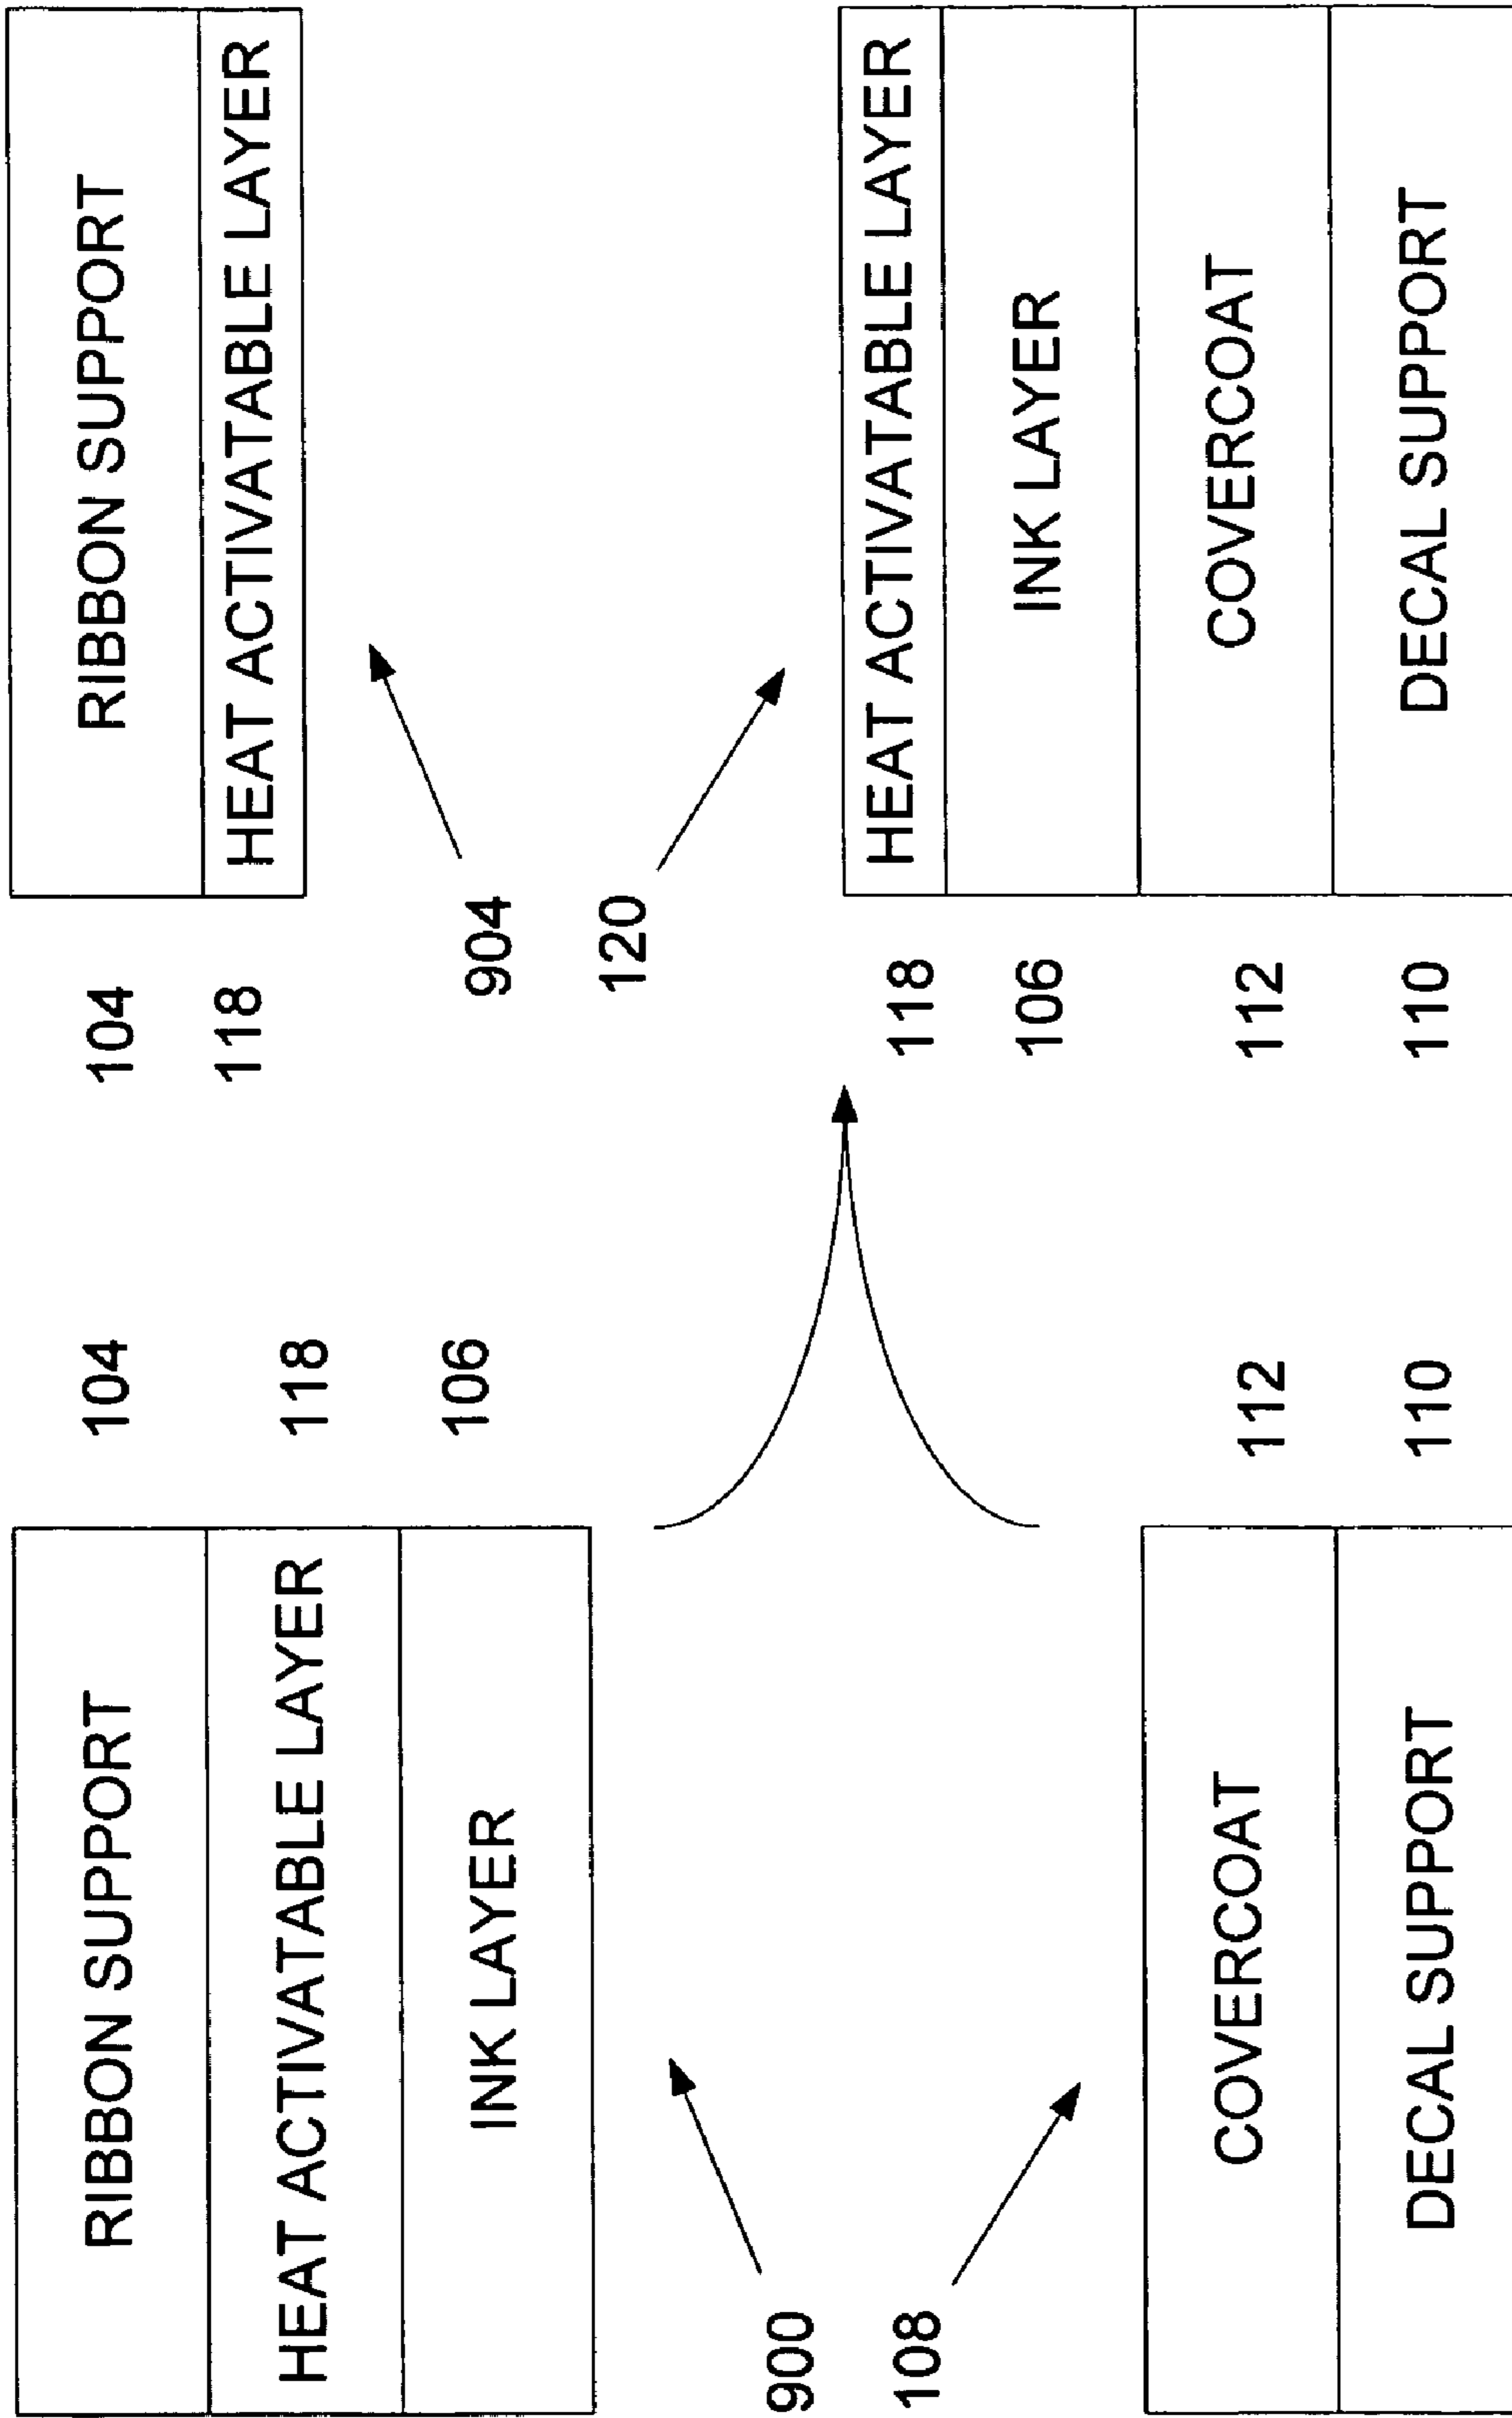 RIBBON SUPPORT
104
HEAT ACTIVATABLE LAYER
118
INK LAYER
106
900
108
COVERCOAT
112
DECAL SUPPORT
110
104
RIBBON SUPPORT
118
HEAT ACTIVATABLE LAYER
904
120
118
HEAT ACTIVATABLE LAYER
106
INK LAYER
112
COVERCOAT
110
DECAL SUPPORT